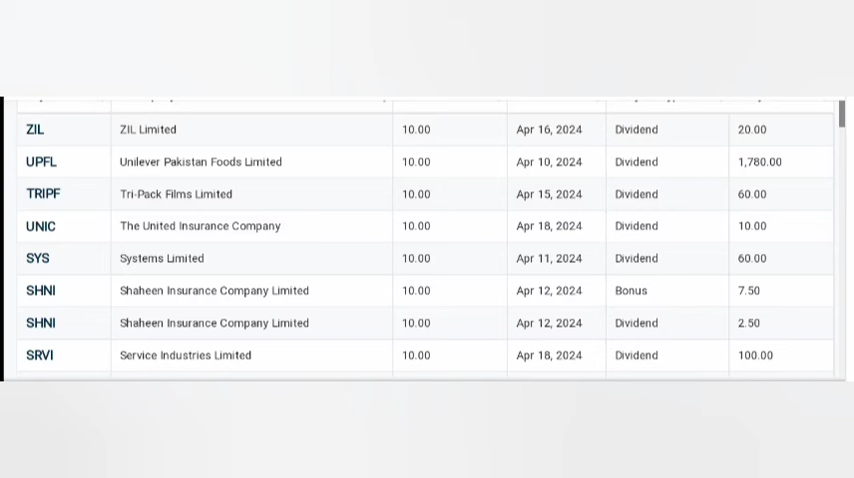 ZIL ZIL Limited 10.00 Apr 16, 2024 Dividend 20.00
UPFL Unilever Pakistan Foods Limited 10.00 Apr 10, 2024 Dividend 1,780.00
TRIPF Tri-Pack Films Limited 10.00 Apr 15, 2024 Dividend 60.00
UNIC The United Insurance Company 10.00 Apr 18, 2024 Dividend 10.00
SYS Systems Limited 10.00 Apr 11, 2024 Dividend 60.00
SHNI Shaheen Insurance Company Limited 10.00 Apr 12, 2024 Bonus 7.50
SHNI Shaheen Insurance Company Limited 10.00 Apr 12, 2024 Dividend 2.50
SRVI Service Industries Limited 10.00 Apr 18, 2024 Dividend 100.00